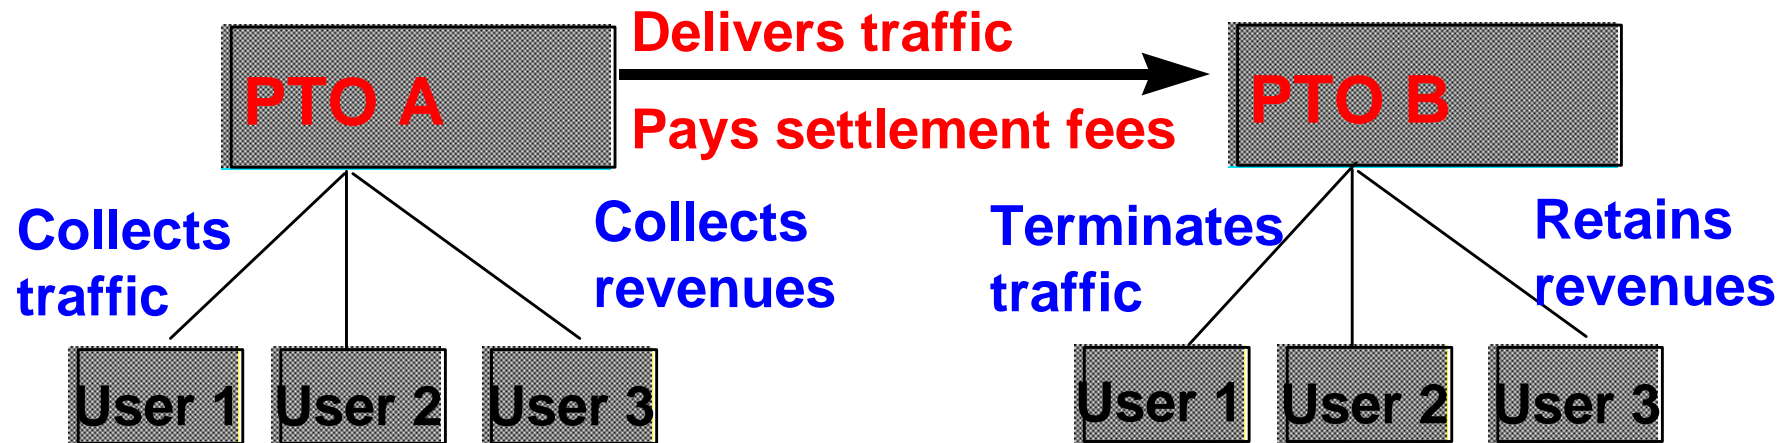 Delivers traffic
PTO A
PTO B
Pays settlement fees
Collects
traffic
Collects
revenues
Terminates
traffic
Retains
revenues
User 1
User 2
User 3
User 1
User 2
User 3